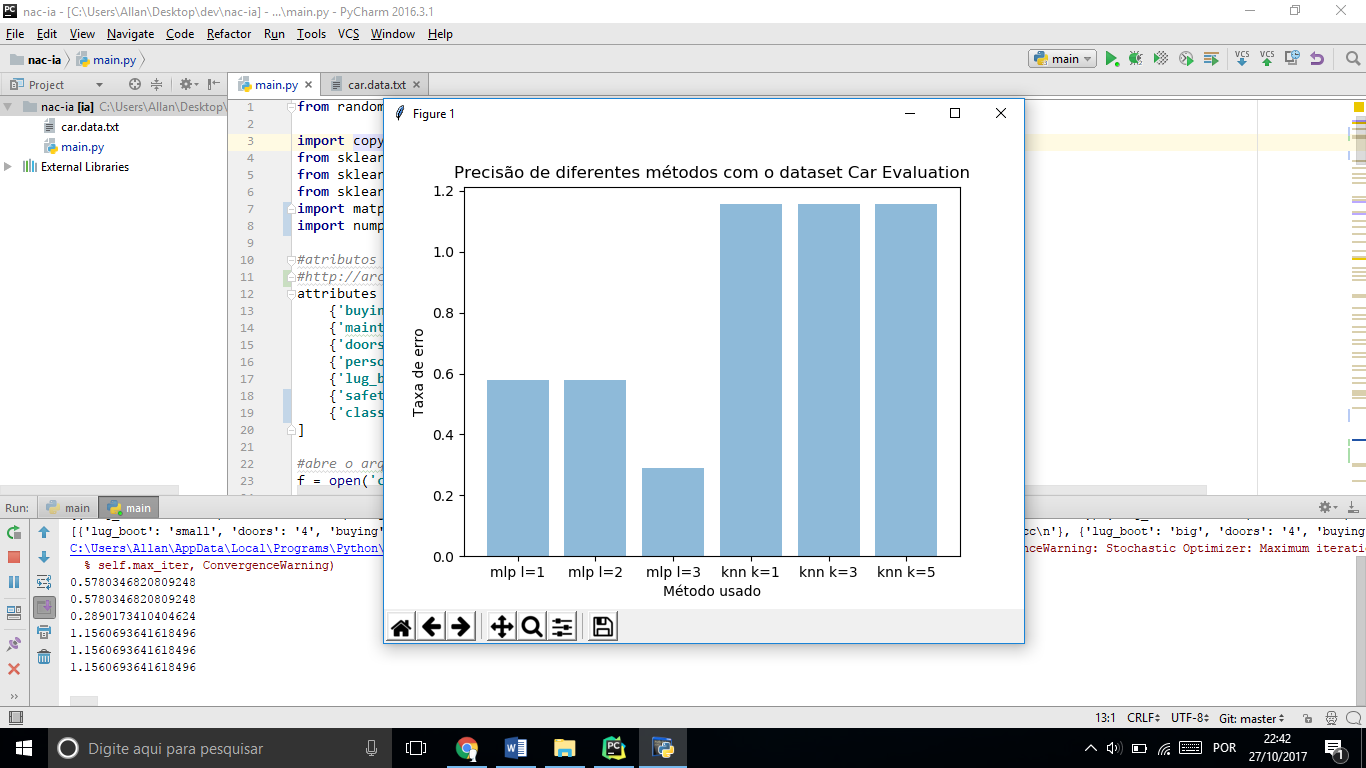 nac-ia - [C:\Users\Allan\Desktop\dev\nac-ia] - ...\main.py - PyCharm 2016.3.1
File Edit View Navigate Code Refactor Run Tools VCS Window Help
nac-ia main.py
main
VCS VCS
Project
main.py
car.data.txt
nac-ia [ia] C:\Users\Allan\Desktop\
car.data.txt
main.py
External Libraries
1 from random
2
3 import copy
4 from sklear
5 from sklear
6 from sklear
7 import matp
8 import nump
9
10 #atributos
11 #http://arc
12 attributes
13 {'buyin
14 {'maint
15 {'doors
16 {'perso
17 {'lug_b
18 {'safet
19 {'class
20 ]
21
22 #abre o arq
23 f = open('c
Figure 1
Precisão de diferentes métodos com o dataset Car Evaluation
1.2
1.0
0.8
0.6
0.4
0.2
0.0
Taxa de erro
mlp l=1 mlp l=2 mlp l=3 knn k=1 knn k=3 knn k=5
Método usado
Run: main main
[{'lug_boot': 'small', 'doors': '4', 'buying' cc\n'}, {'lug_boot': 'big', 'doors': '4', 'buying
C:\Users\Allan\AppData\Local\Programs\Python\ nceWarning: Stochastic Optimizer: Maximum iteratio
% self.max_iter, ConvergenceWarning)
0.5780346820809248
0.5780346820809248
0.2890173410404624
1.1560693641618496
1.1560693641618496
1.1560693641618496
13:1 CRLF UTF-8 Git: master
Digite aqui para pesquisar
POR
22:42
27/10/2017
1